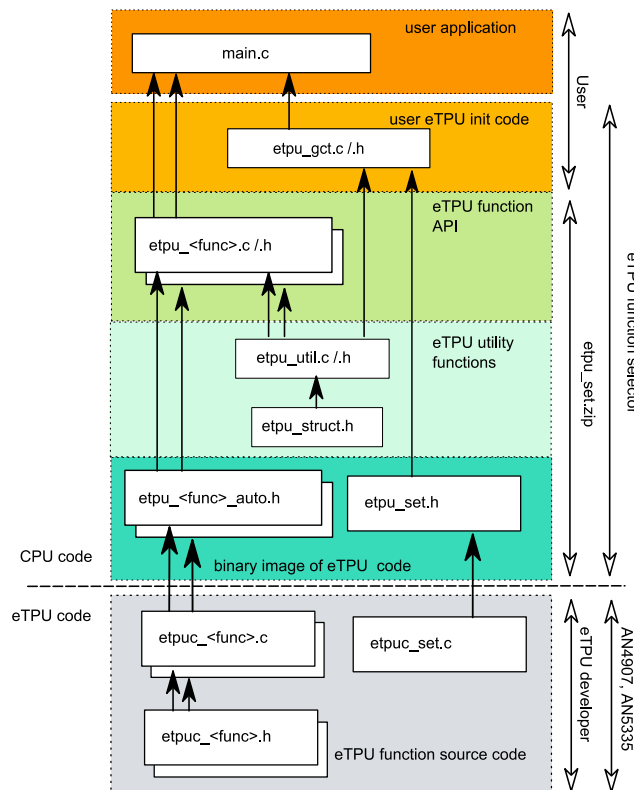 user application
main.c
user eTPU init code
etpu_gct.c /.h
eTPU function
API
etpu_<func>.c /.h
eTPU utility
functions
etpu_util.c /.h
etpu_struct.h
etpu_<func>_auto.h
etpu_set.h
binary image of eTPU code
CPU code
eTPU code
etpuc_<func>.c
etpuc_set.c
etpuc_<func>.h
eTPU function source code
User
etpu_set.zip
eTPU function selector
eTPU developer
AN4907, AN5335